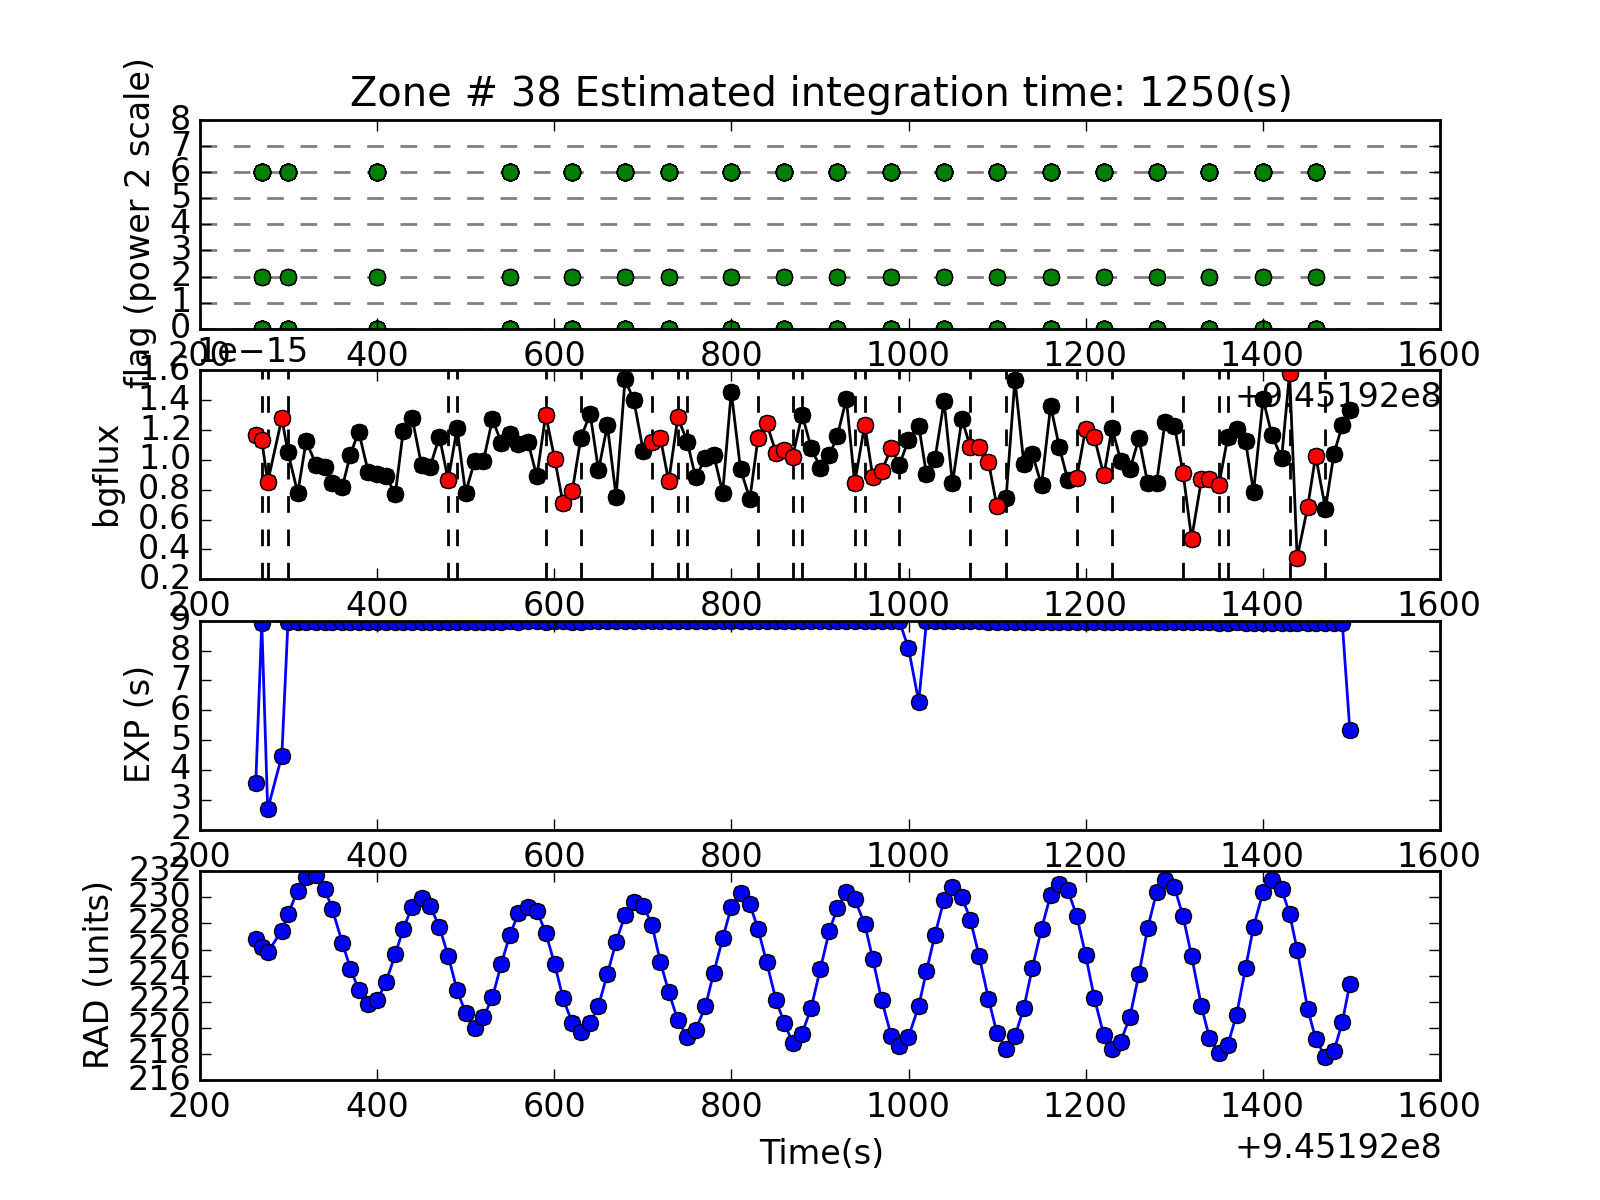 Zone # 38 Estimated integration time: 1250(s)
flag (power 2 scale)
8
7
6
5
4
3
2
1
0
200 400 600 800 1000 1200 1400 1600
+9.45192e8
1e−15
bgflux
1.6
1.4
1.2
1.0
0.8
0.6
0.4
0.2
200 400 600 800 1000 1200 1400 1600
EXP (s)
9
8
7
6
5
4
3
2
200 400 600 800 1000 1200 1400 1600
RAD (units)
232
230
228
226
224
222
220
218
216
200 400 600 800 1000 1200 1400 1600
Time(s)
+9.45192e8